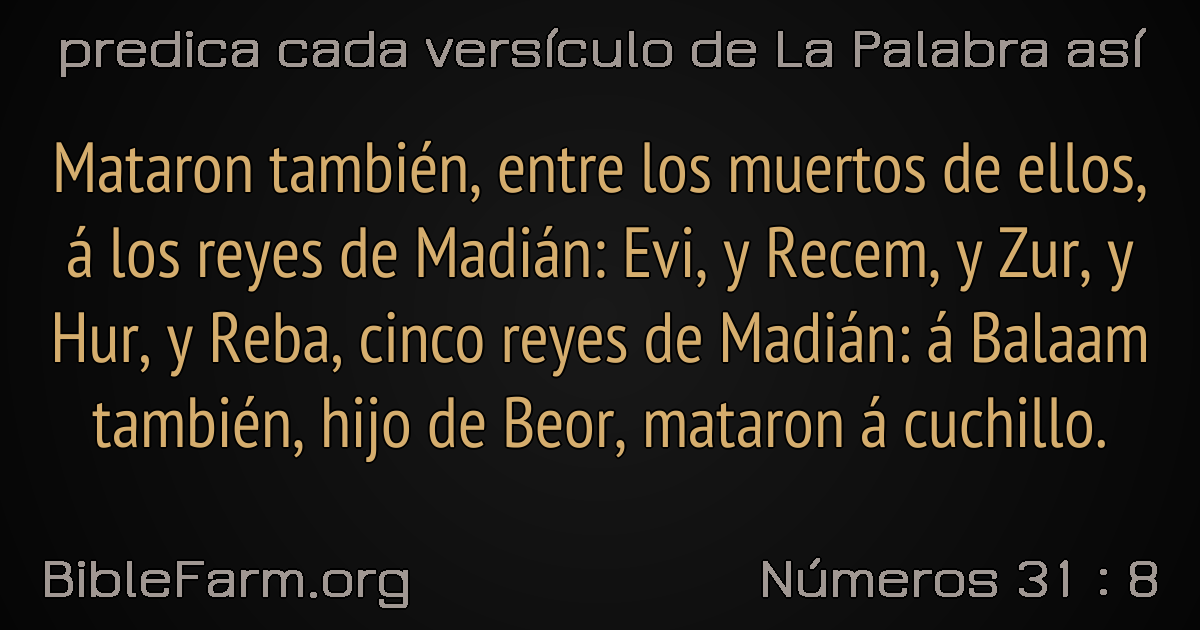 predica cada versículo de La Palabra así
Mataron también, entre los muertos de ellos,
á los reyes de Madián: Evi, y Recem, y Zur, y
Hur, y Reba, cinco reyes de Madián: á Balaam
también, hijo de Beor, mataron á cuchillo.
BibleFarm.org
Números 31 : 8